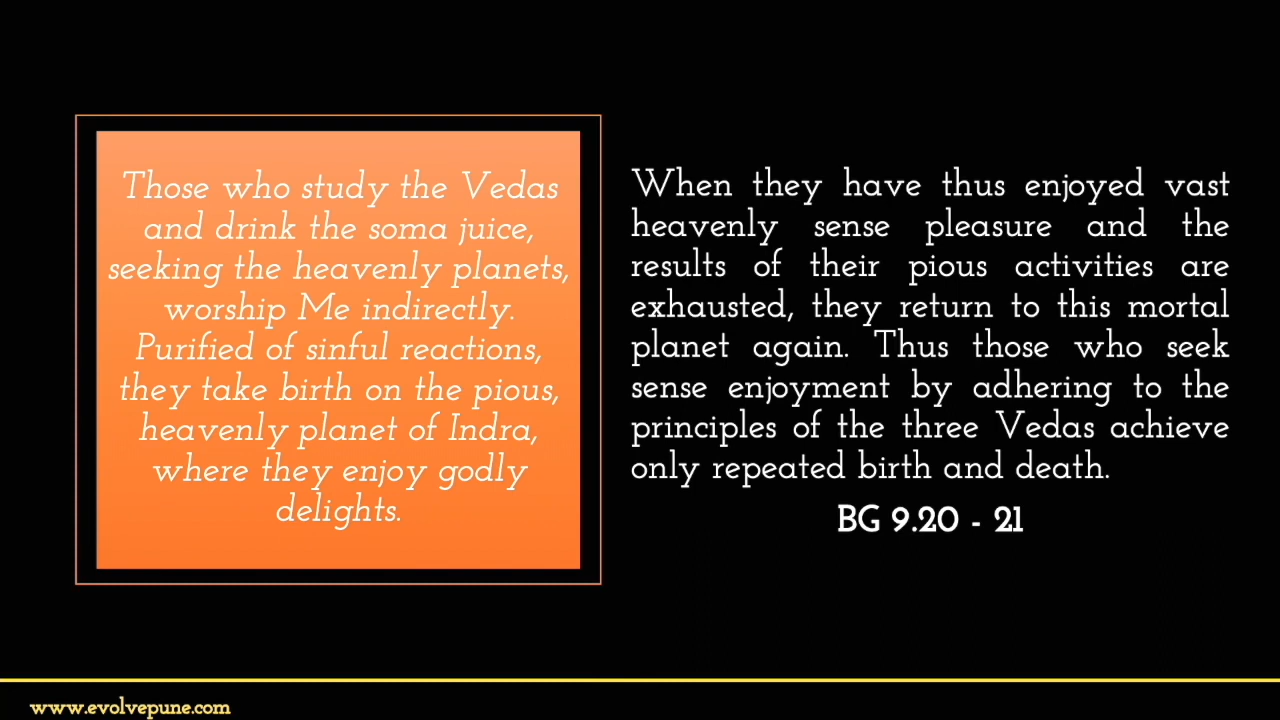 Those who study the Vedas
and drink the soma juice,
seeking the heavenly planets,
worship Me indirectly.
Purified of sinful reactions,
they take birth on the pious,
heavenly planet of Indra,
where they enjoy godly
delights.
When they have thus enjoyed vast
heavenly sense pleasure and the
results of their pious activities are
exhausted, they return to this mortal
planet again. Thus those who seek
sense enjoyment by adhering to the
principles of the three Vedas achieve
only repeated birth and death.
BG 9.20 - 21
www.evolvepune.com